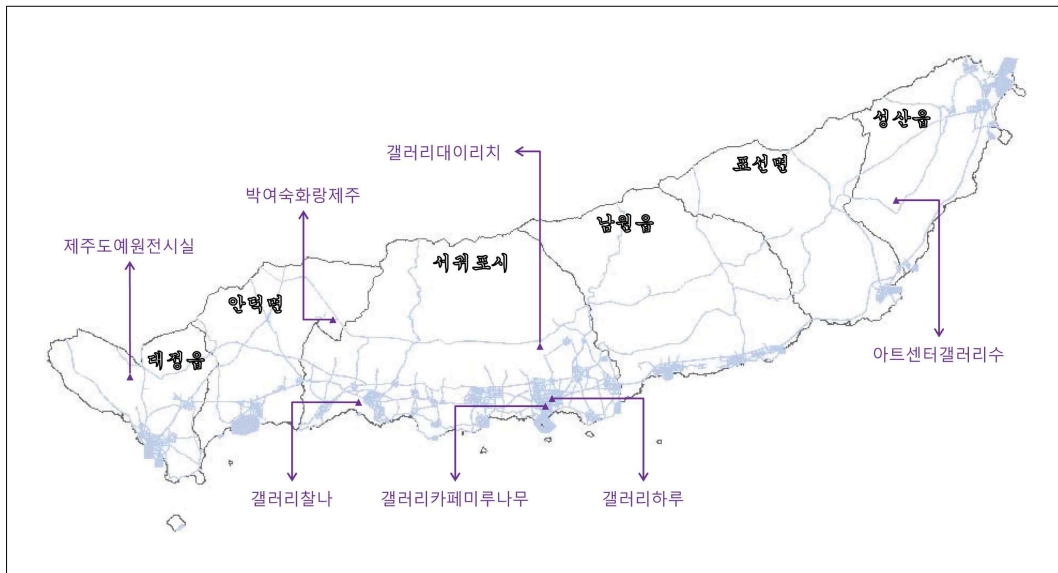 성산읍
갤러리대이리치
표선면
박여숙화랑제주
남원읍
제주도예원전시실
서귀포시
안덕면
대정읍
아트센터갤러리수
갤러리찰나
갤러리카페미루나무
갤러리하루